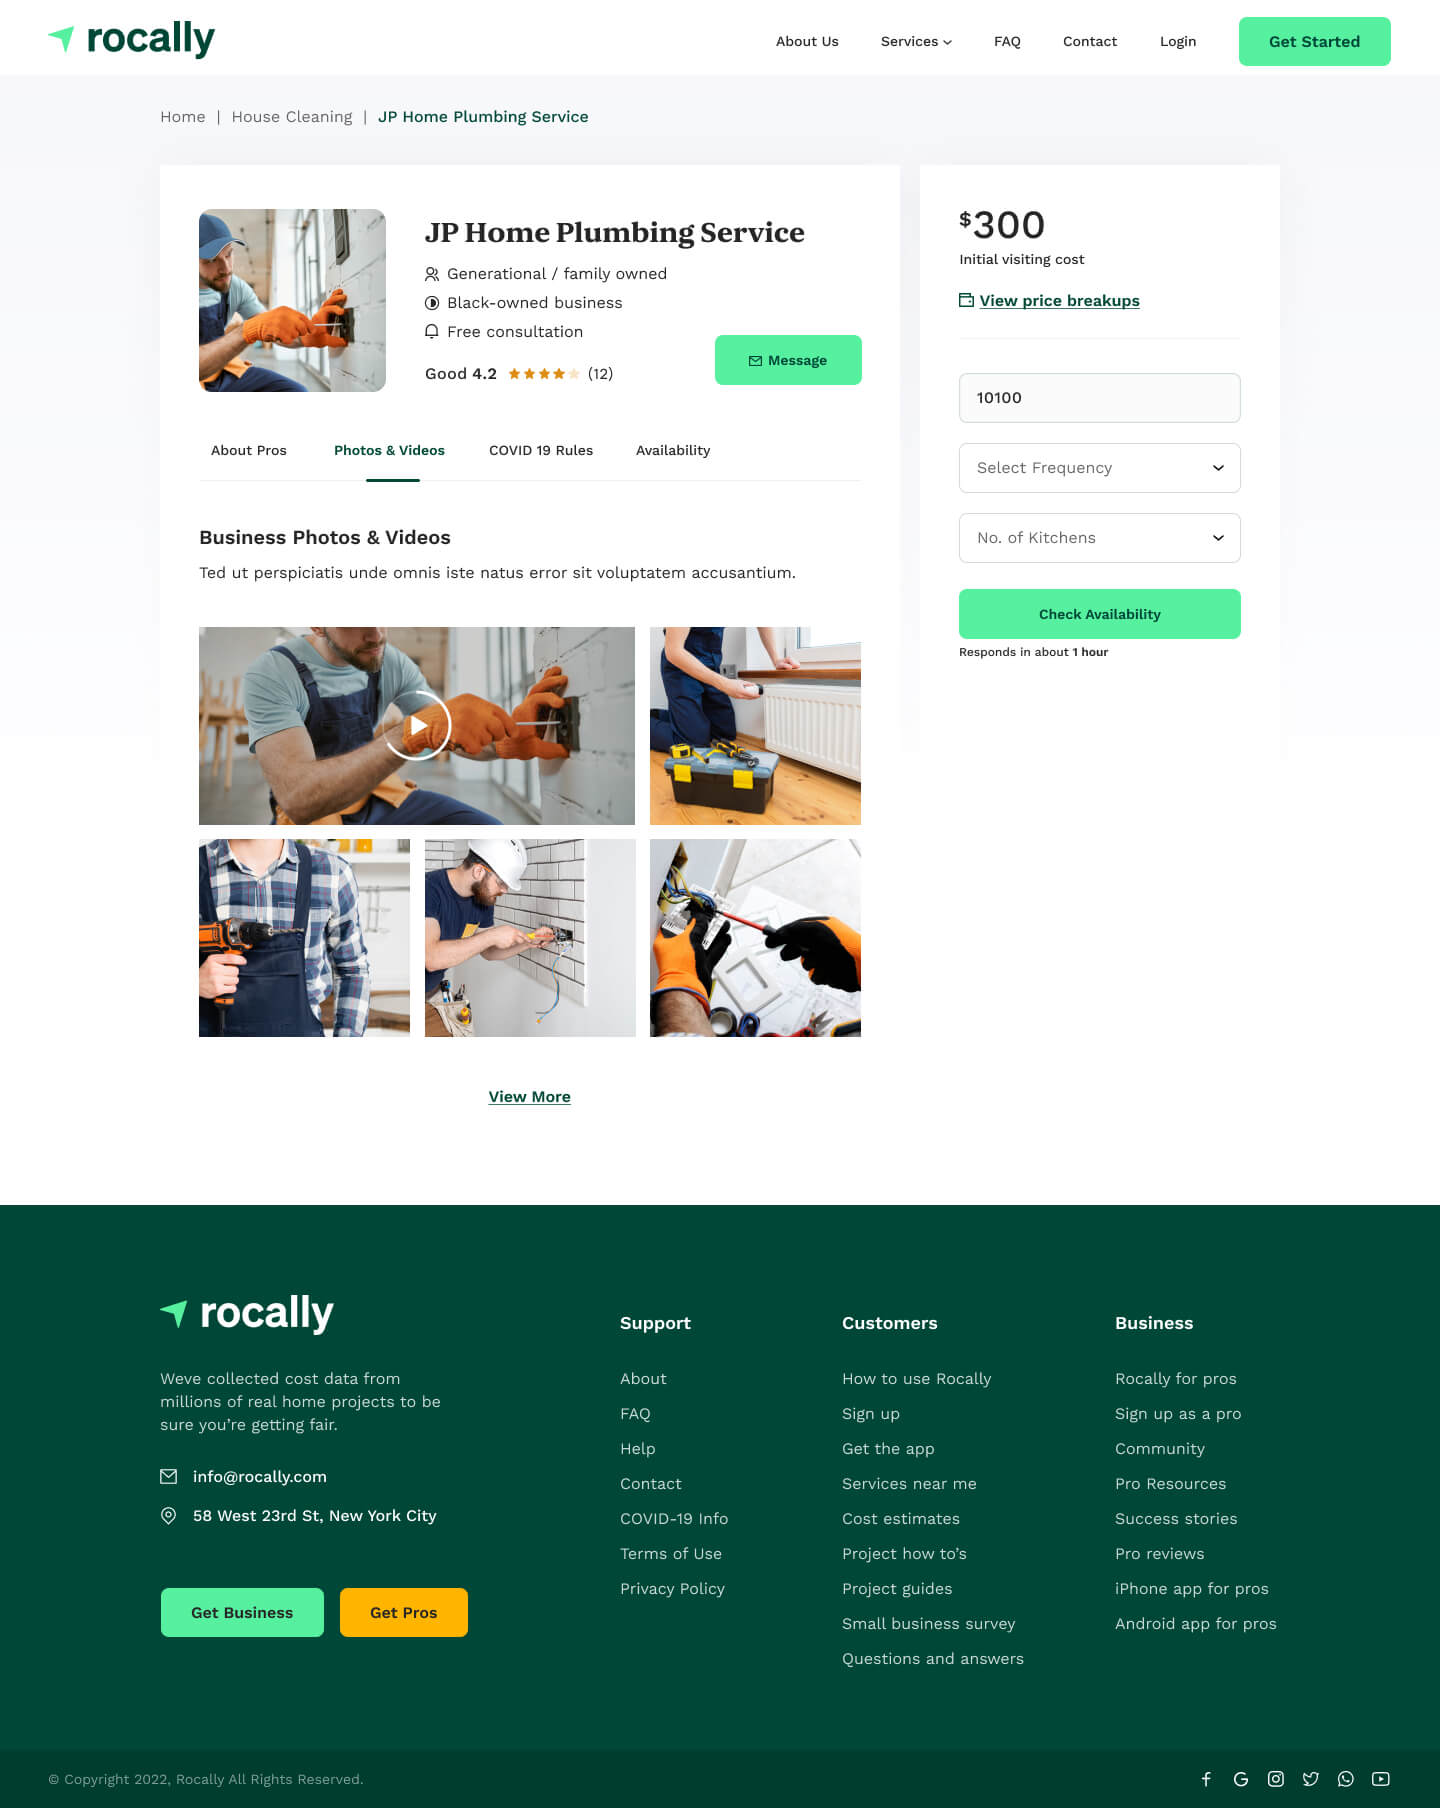 rocally
About Us
Services
FAQ
Contact
Login
Get Started
Home | House Cleaning | JP Home Plumbing Service
JP Home Plumbing Service
Generational / family owned
Black-owned business
Free consultation
Good 4.2 (12)
Message
About Pros
Photos & Videos
COVID 19 Rules
Availability
Business Photos & Videos
Ted ut perspiciatis unde omnis iste natus error sit voluptatem accusantium.
View More
$300
Initial visiting cost
View price breakups
10100
Select Frequency
No. of Kitchens
Check Availability
Responds in about 1 hour
rocally
Weve collected cost data from
millions of real home projects to be
sure you’re getting fair.
info@rocally.com
58 West 23rd St, New York City
Get Business
Get Pros
Support
About
FAQ
Help
Contact
COVID-19 Info
Terms of Use
Privacy Policy
Customers
How to use Rocally
Sign up
Get the app
Services near me
Cost estimates
Project how to’s
Project guides
Small business survey
Questions and answers
Business
Rocally for pros
Sign up as a pro
Community
Pro Resources
Success stories
Pro reviews
iPhone app for pros
Android app for pros
© Copyright 2022, Rocally All Rights Reserved.